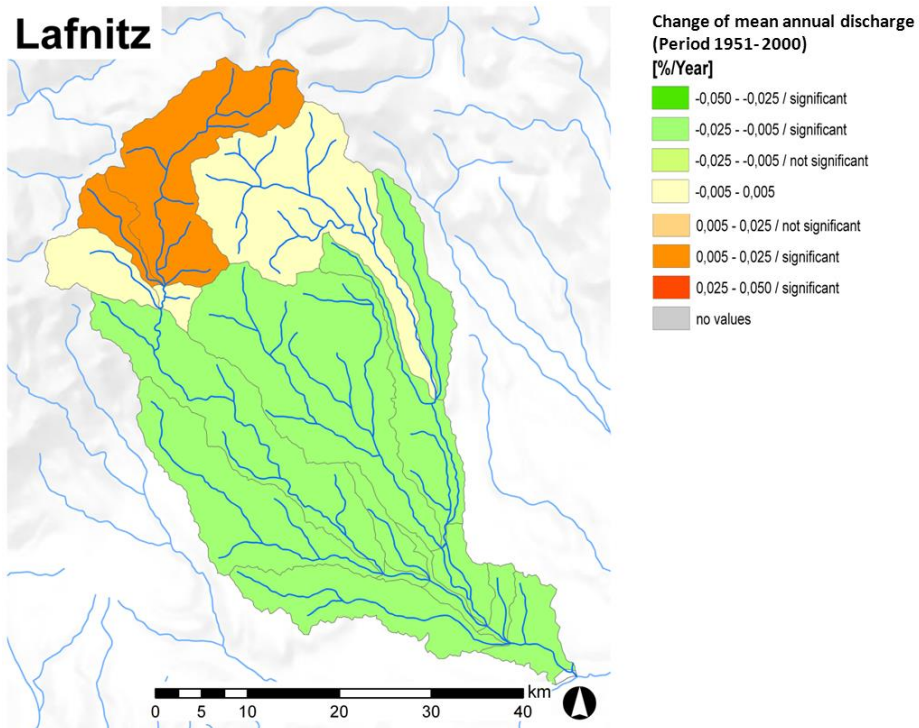 Lafnitz
Change of mean annual discharge
(Period 1951- 2000)
[%/Year]
-0,050 - -0,025 / significant
-0,025 - -0,005 / significant
-0,025 - -0,005 / not significant
-0,005 - 0,005
0,005 - 0,025 / not significant
0,005 - 0,025 / significant
0,025 - 0,050 / significant
no values
km
0 5 10 20 30 40